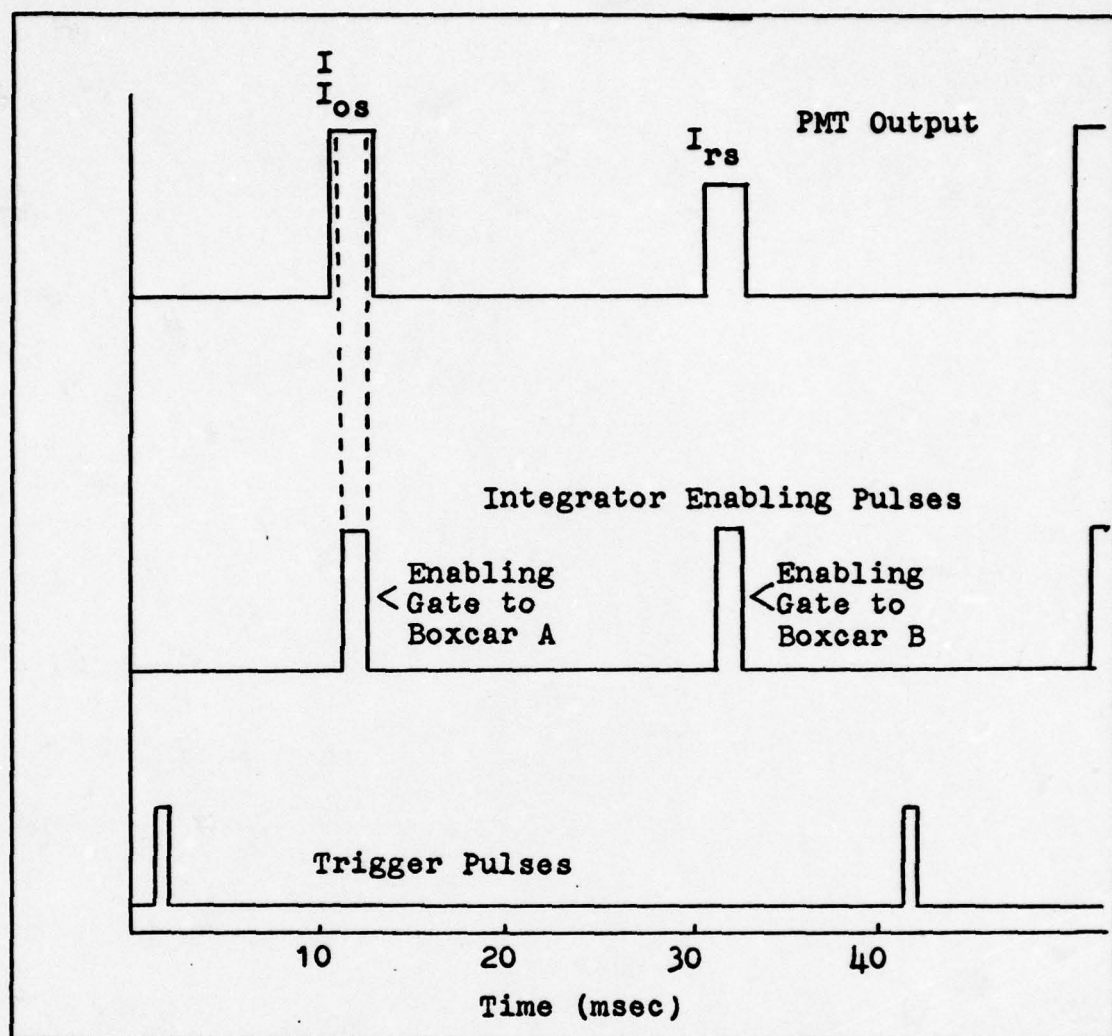 I
I_os
PMT Output
I_rs
Integrator Enabling Pulses
Enabling
Gate to
Boxcar A
Enabling
Gate to
Boxcar B
Trigger Pulses
10 20 30 40
Time (msec)